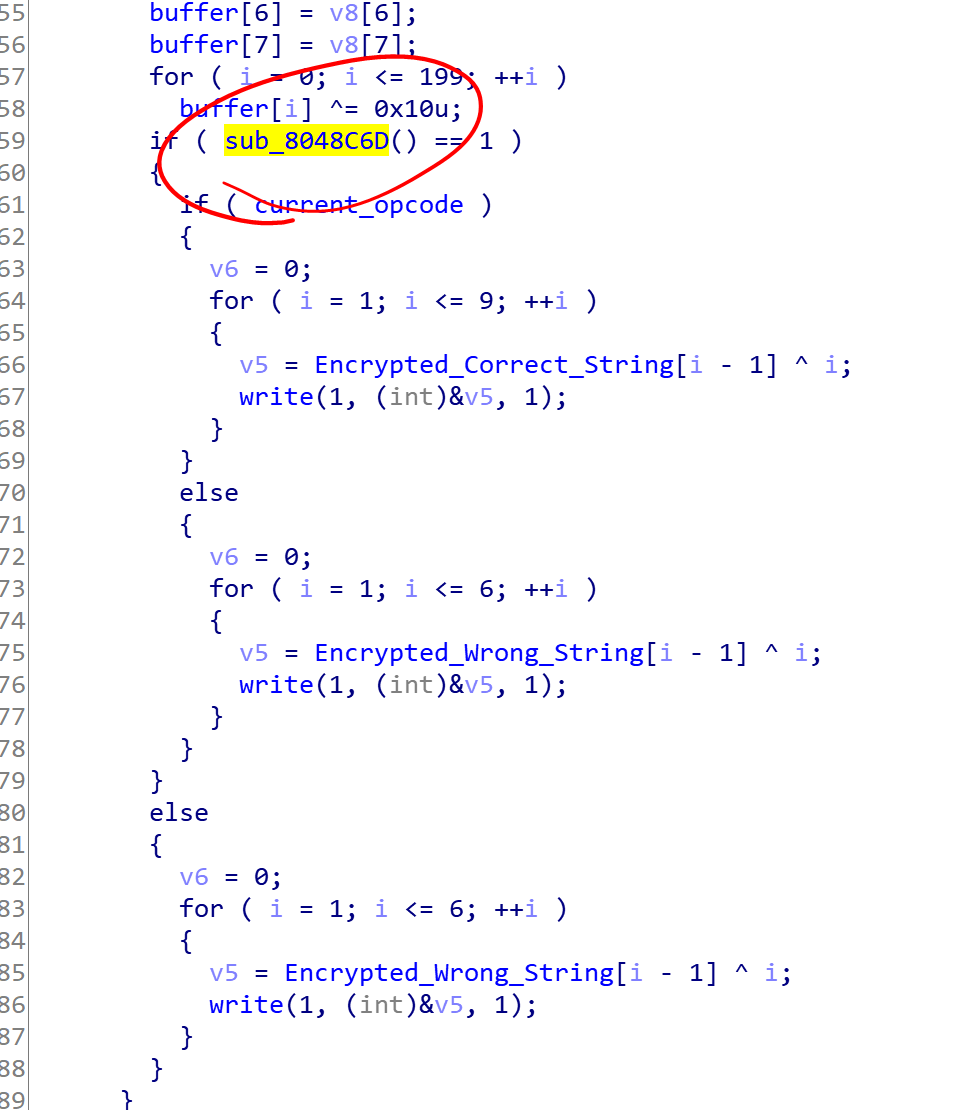 55 buffer[6] = v8[6];
56 buffer[7] = v8[7];
57 for ( i = 0; i <= 199; ++i )
58 buffer[i] ^= 0x10u;
59 if ( sub_8048C6D() == 1 )
60 {
61 if ( current_opcode )
62 {
63 v6 = 0;
64 for ( i = 1; i <= 9; ++i )
65 {
66 v5 = Encrypted_Correct_String[i - 1] ^ i;
67 write(1, (int)&v5, 1);
68 }
69 }
70 else
71 {
72 v6 = 0;
73 for ( i = 1; i <= 6; ++i )
74 {
75 v5 = Encrypted_Wrong_String[i - 1] ^ i;
76 write(1, (int)&v5, 1);
77 }
78 }
79 }
80 else
81 {
82 v6 = 0;
83 for ( i = 1; i <= 6; ++i )
84 {
85 v5 = Encrypted_Wrong_String[i - 1] ^ i;
86 write(1, (int)&v5, 1);
87 }
88 }
89 }